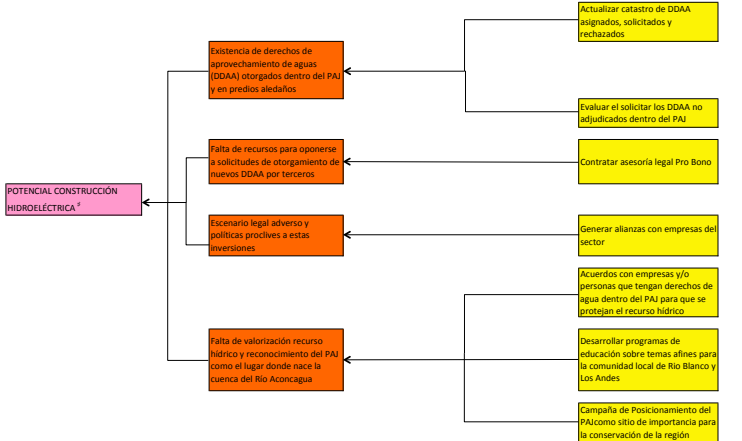 POTENCIAL CONSTRUCCIÓN
HIDROELÉCTRICA
Existencia de derechos de
aprovechamiento de aguas
(DDAA) otorgados dentro del PAJ
y en predios aledaños
Falta de recursos para oponerse
a solicitudes de otorgamiento de
nuevos DDAA por terceros
Escenario legal adverso y
políticas proclives a estas
inversiones
Falta de valorización recurso
hídrico y reconocimiento del PAJ
como el lugar donde nace la
cuenca del Río Aconcagua
Actualizar catastro de DDAA
asignados, solicitados y
rechazados
Evaluar el solicitar los DDAA no
adjudicados dentro del PAJ
Contratar asesoría legal Pro Bono
Generar alianzas con empresas del
sector
Acuerdos con empresas y/o
personas que tengan derechos de
agua dentro del PAJ para que se
protejan el recurso hídrico
Desarrollar programas de
educación sobre temas afines para
la comunidad local de Rio Blanco y
Los Andes
Campaña de Posicionamiento del
PAJcomo sitio de importancia para
la conservación de la región